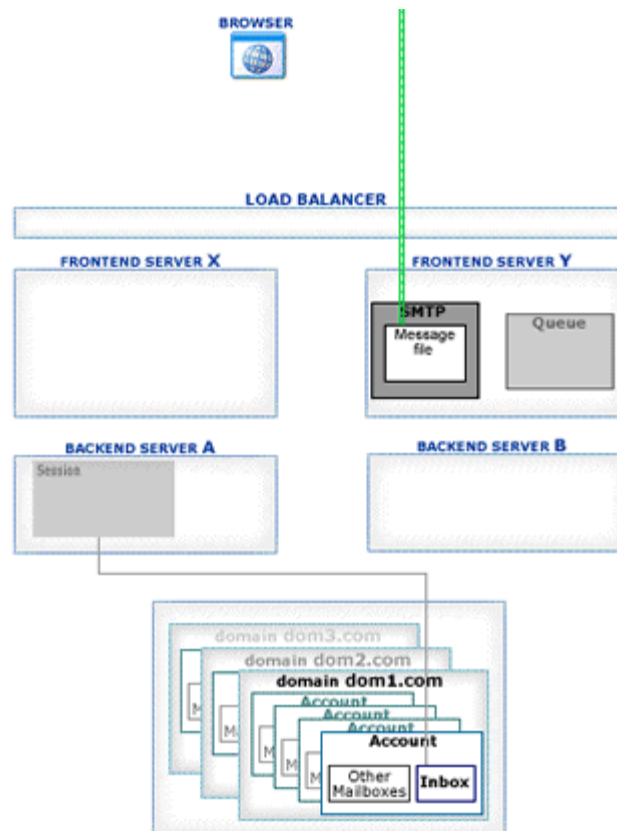 BROWSER
LOAD BALANCER
FRONTEND SERVER X
FRONTEND SERVER Y
SMTP
Message
file
Queue
BACKEND SERVER A
BACKEND SERVER B
Session
domain dom3.com
domain dom2.com
domain dom1.com
Account
Account
Account
Account
M
M
M
M
M
Other
Mailboxes
Inbox